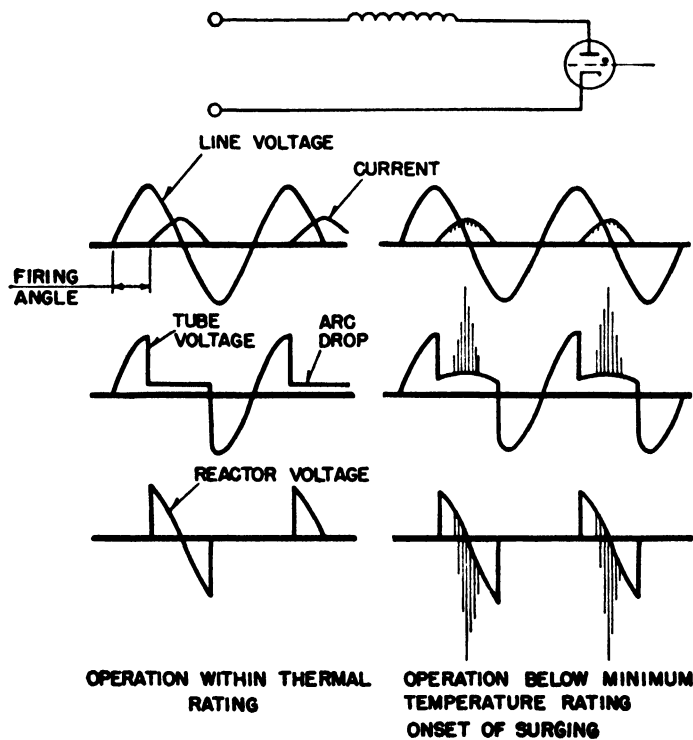 LINE VOLTAGE
CURRENT
FIRING
ANGLE
TUBE
VOLTAGE
ARC
DROP
REACTOR VOLTAGE
OPERATION WITHIN THERMAL
RATING
OPERATION BELOW MINIMUM
TEMPERATURE RATING
ONSET OF SURGING